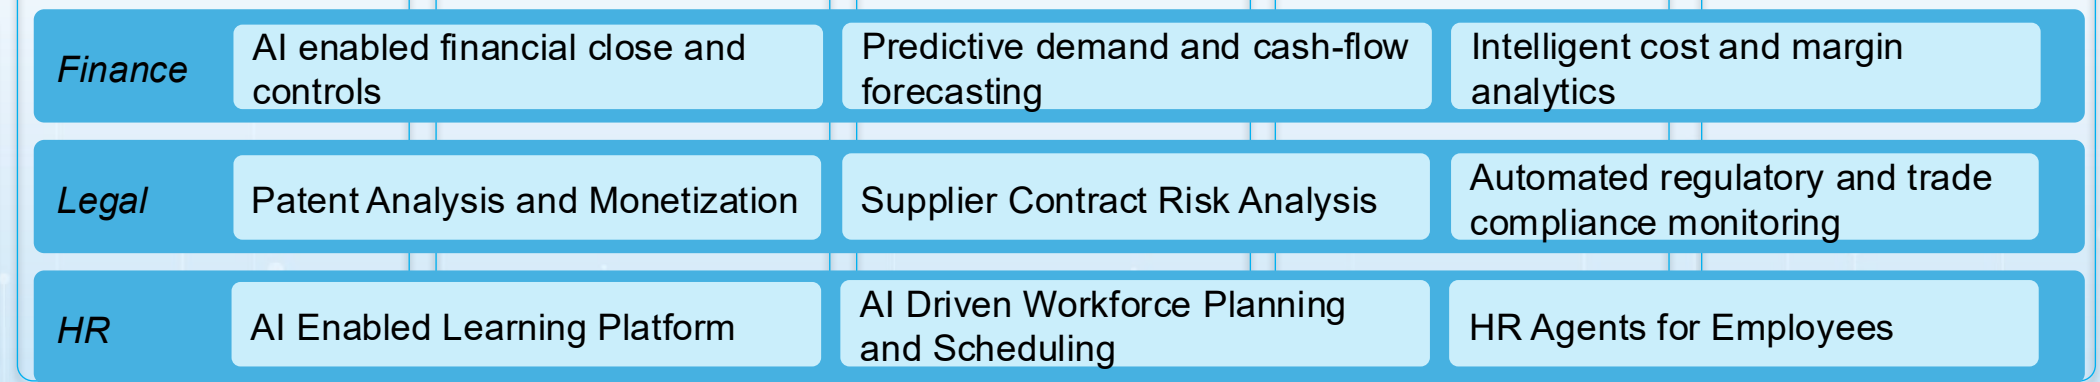 Finance
AI enabled financial close and
controls
Predictive demand and cash-flow
forecasting
Intelligent cost and margin
analytics
Legal
Patent Analysis and Monetization
Supplier Contract Risk Analysis
Automated regulatory and trade
compliance monitoring
HR
AI Enabled Learning Platform
AI Driven Workforce Planning
and Scheduling
HR Agents for Employees